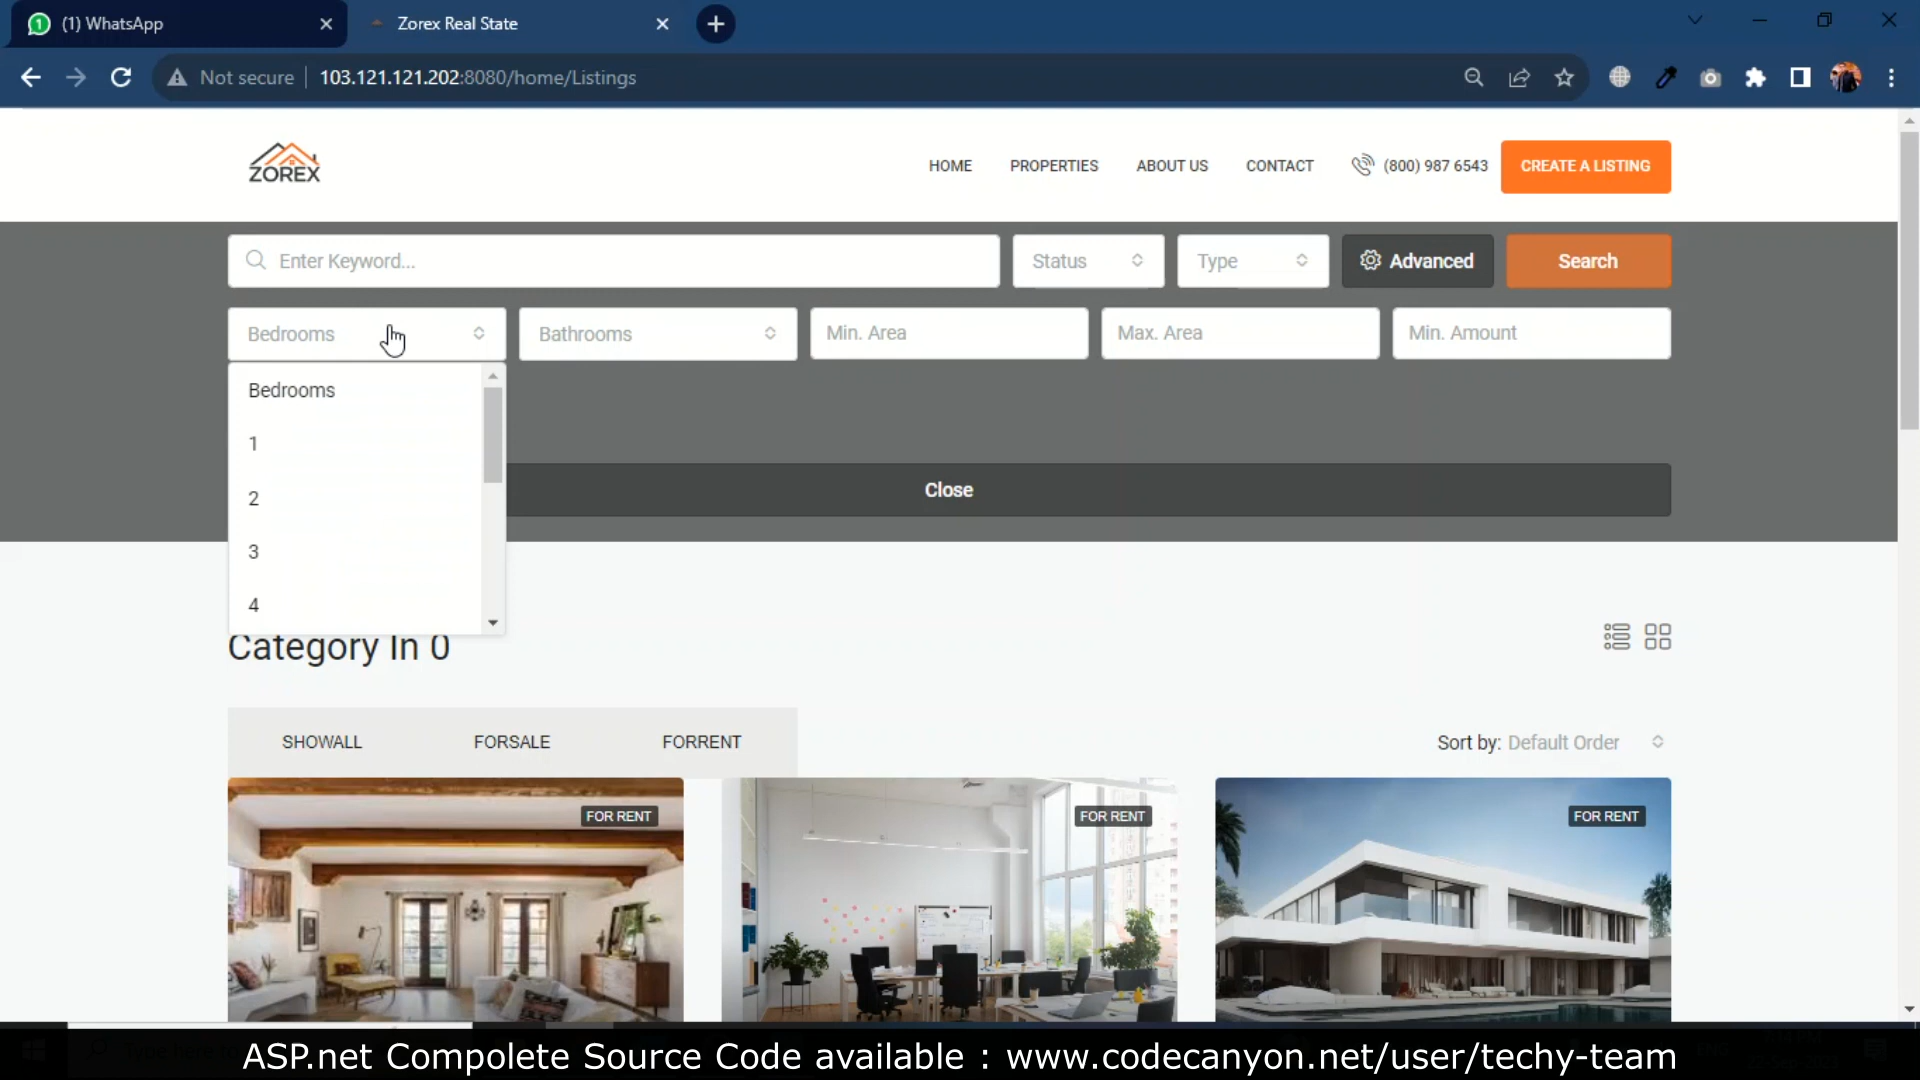 (1) WhatsApp
Zorex Real State
Not secure
103.121.121.202:8080/home/Listings
ZOREX
HOME
PROPERTIES
ABOUT US
CONTACT
(800) 987 6543
CREATE A LISTING
Enter Keyword...
Status
Type
Advanced
Search
Bedrooms
Bathrooms
Min. Area
Max. Area
Min. Amount
Bedrooms
1
2
3
4
Close
Category In 0
SHOWALL
FORSALE
FORRENT
Sort by: Default Order
FOR RENT
FOR RENT
FOR RENT
ASP.net Compolete Source Code available : www.codecanyon.net/user/techy-team